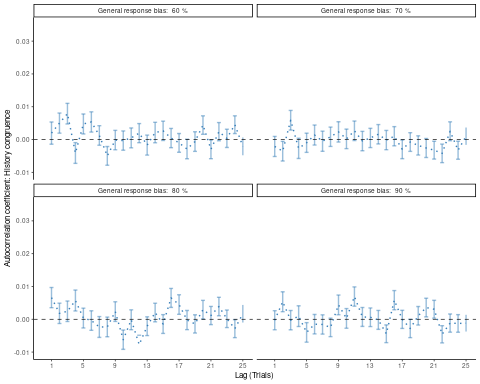 General response bias: 60 %
General response bias: 70 %
0.03
0.02
0.01
0.00
-0.01
General response bias: 80 %
General response bias: 90 %
0.03
0.02
0.01
0.00
-0.01
1 5 9 13 17 21 25 1 5 9 13 17 21 25
Lag (Trials)
Autocorrelation coefficient: History congruence